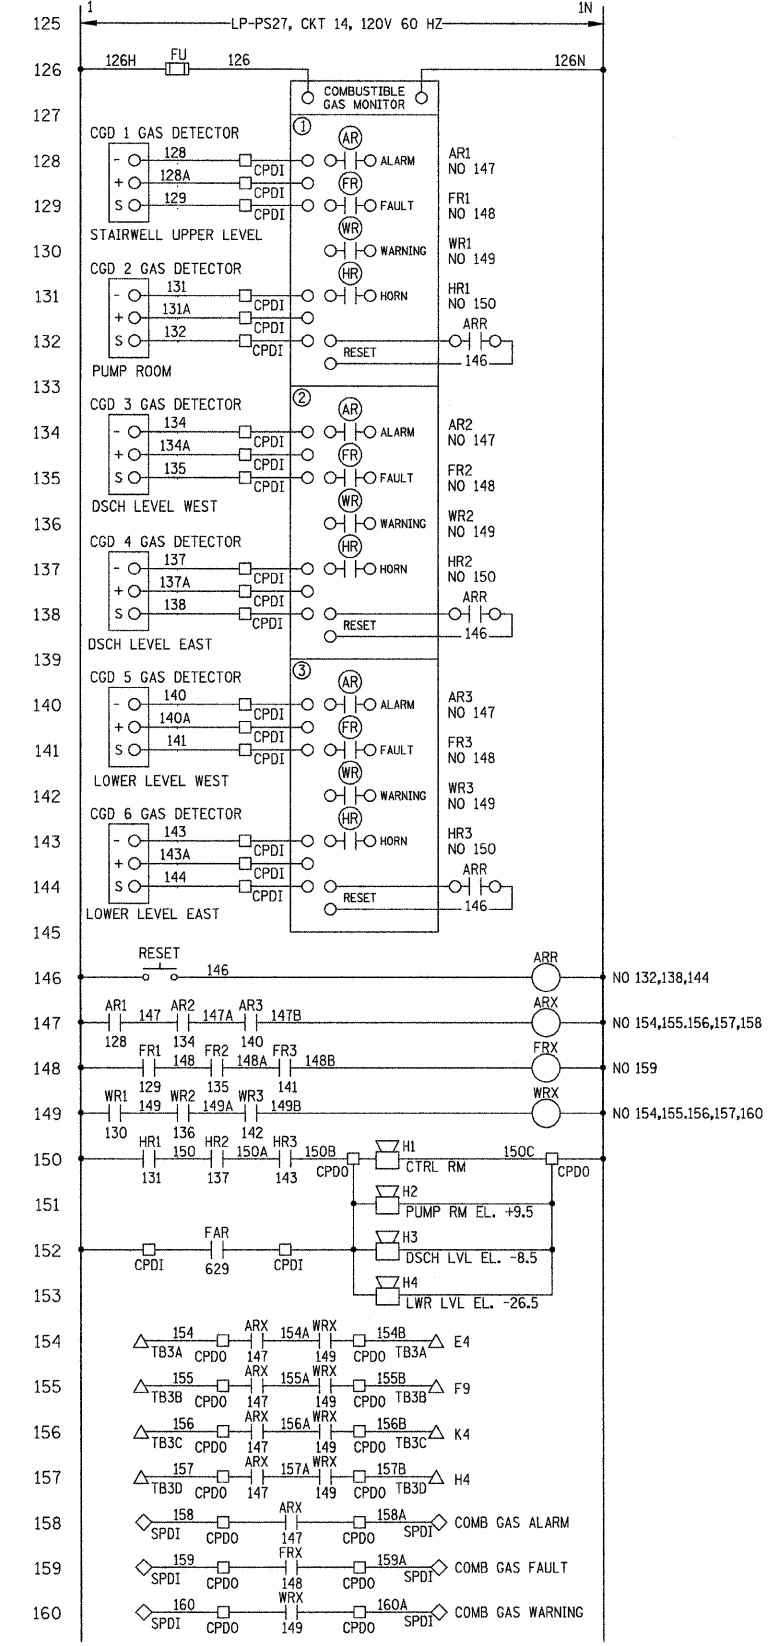 1 1N
125 LP-PS27, CKT 14, 120V 60 HZ
FU
126 126H 126 126N
COMBUSTIBLE
GAS MONITOR
127 1
CGD 1 GAS DETECTOR AR
128 - 128 CPDI ALARM AR1
NO 147
+ 128A FR
129 S 129 CPDI FAULT FR1
NO 148
STAIRWELL UPPER LEVEL WR
130 WARNING WR1
NO 149
CGD 2 GAS DETECTOR HR
131 - 131 CPDI HORN HR1
NO 150
+ 131A CPDI ARR
132 S 132 CPDI RESET 146
PUMP ROOM
133 2
CGD 3 GAS DETECTOR AR
134 - 134 CPDI ALARM AR2
NO 147
+ 134A CPDI FR
135 S 135 CPDI FAULT FR2
NO 148
DSCH LEVEL WEST WR
136 WARNING WR2
NO 149
CGD 4 GAS DETECTOR HR
137 - 137 CPDI HORN HR2
NO 150
+ 137A CPDI ARR
138 S 138 CPDI RESET 146
DSCH LEVEL EAST
139 3
CGD 5 GAS DETECTOR AR
140 - 140 CPDI ALARM AR3
NO 147
+ 140A CPDI FR
141 S 141 CPDI FAULT FR3
NO 148
LOWER LEVEL WEST WR
142 WARNING WR3
NO 149
CGD 6 GAS DETECTOR HR
143 - 143 CPDI HORN HR3
NO 150
+ 143A CPDI ARR
144 S 144 CPDI RESET 146
LOWER LEVEL EAST
145
RESET ARR
146 146 NO 132,138,144
AR1 AR2 AR3 ARX
147 147 147A 147B NO 154,155.156,157,158
128 134 140
FR1 FR2 FR3 FRX
148 148 148A 148B NO 159
129 135 141
WR1 WR2 WR3 WRX
149 149 149A 149B NO 154,155.156,157,160
130 136 142
HR1 HR2 HR3 H1
150 150 150A 150B CPDO CTRL RM 150C CPDO
131 137 143
151 H2
PUMP RM EL. +9.5
FAR
152 CPDI 629 CPDI H3
DSCH LVL EL. -8.5
153 H4
LWR LVL EL. -26.5
ARX WRX
154 154 154A 154B E4
TB3A CPDO 147 149 CPDO TB3A
ARX WRX
155 155 155A 155B F9
TB3B CPDO 147 149 CPDO TB3B
ARX WRX
156 156 156A 156B K4
TB3C CPDO 147 149 CPDO TB3C
ARX WRX
157 157 157A 157B H4
TB3D CPDO 147 149 CPDO TB3D
ARX
158 158 158A COMB GAS ALARM
SPDI CPDO 147 CPDO SPDI
FRX
159 159 159A COMB GAS FAULT
SPDI CPDO 148 CPDO SPDI
WRX
160 160 160A COMB GAS WARNING
SPDI CPDO 149 CPDO SPDI